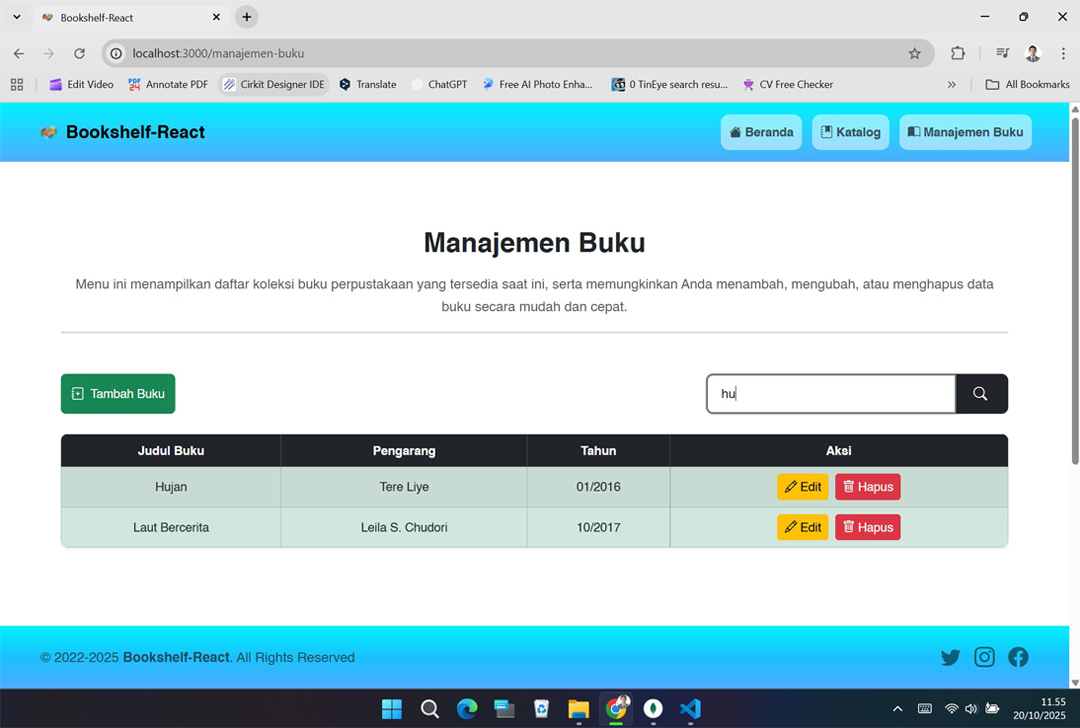 Bookshelf-React
localhost:3000/manajemen-buku
Edit Video
Annotate PDF
Cirkit Designer IDE
Translate
ChatGPT
Free AI Photo Enha...
0 TinEye search resu...
CV Free Checker
All Bookmarks
Bookshelf-React
Beranda
Katalog
Manajemen Buku
Manajemen Buku
Menu ini menampilkan daftar koleksi buku perpustakaan yang tersedia saat ini, serta memungkinkan Anda menambah, mengubah, atau menghapus data
buku secara mudah dan cepat.
Tambah Buku
hu
Judul Buku Pengarang Tahun Aksi
Hujan Tere Liye 01/2016 Edit Hapus
Laut Bercerita Leila S. Chudori 10/2017 Edit Hapus
© 2022-2025 Bookshelf-React. All Rights Reserved
11.55
20/10/2025